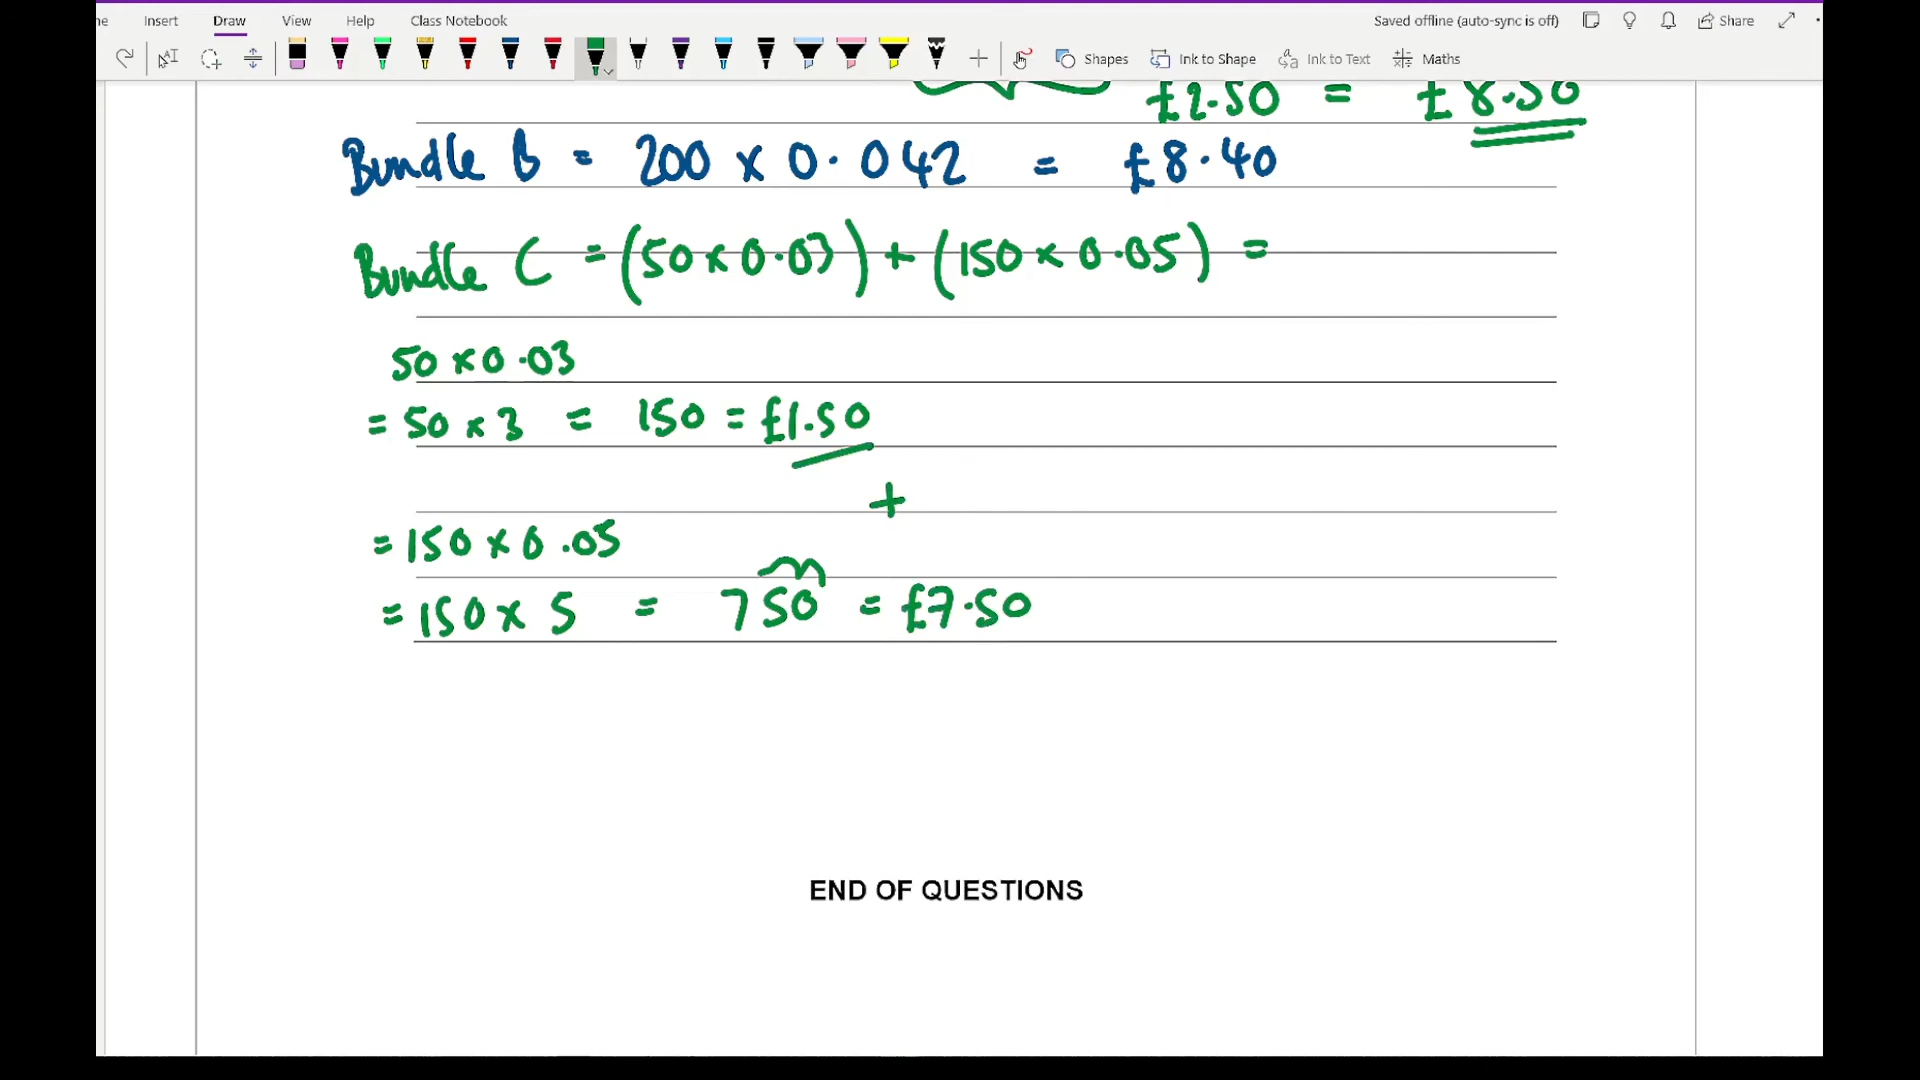 Insert Draw View Help Class Notebook Saved offline (auto-sync is off) Share
Shapes Ink to Shape Ink to Text Maths
£2.50 = £8.50
Bundle B = 200 x 0.042 = £8.40
Bundle C = (50 x 0.03) + (150 x 0.05) =
50 x 0.03
= 50 x 3 = 150 = £1.50
+
= 150 x 0.05
= 150 x 5 = 750 = £7.50
END OF QUESTIONS